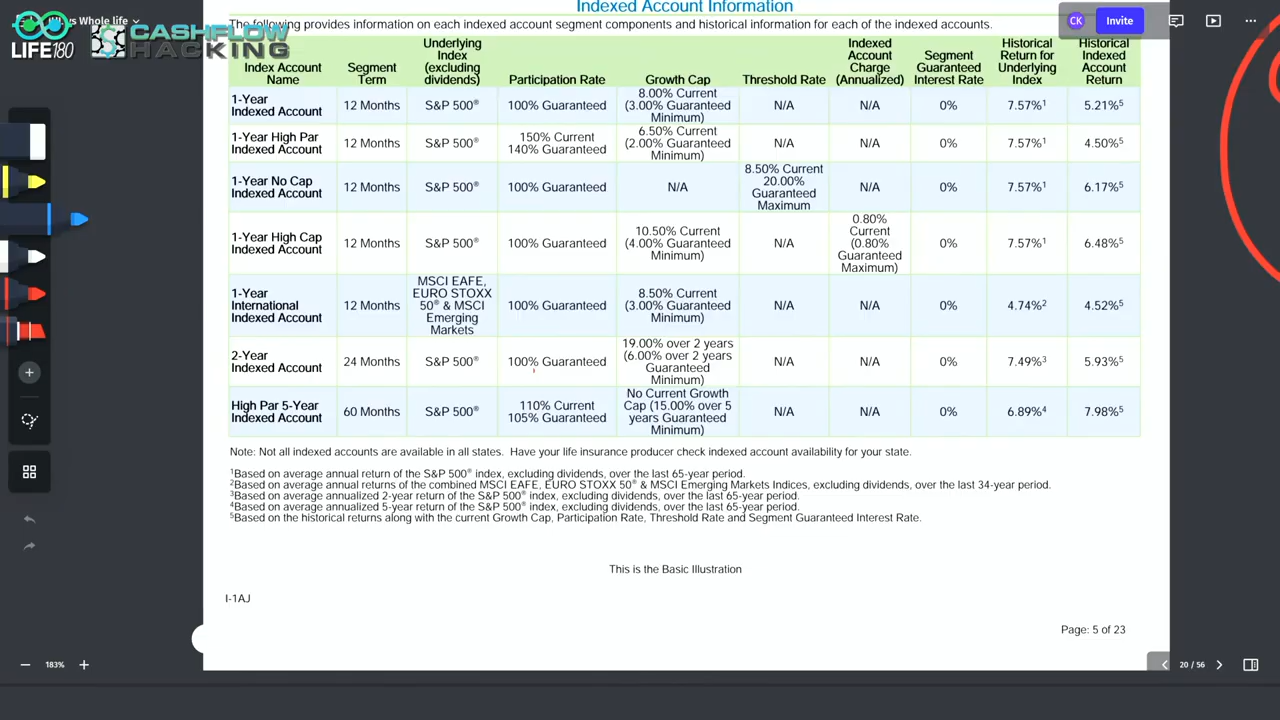 Indexed Account Information
The following provides information on each indexed account segment components and historical information for each of the indexed accounts.
Whole life
LIFE180
CASHFLOW
HACKING
CK
Invite
Index Account Name
Segment Term
Underlying Index (excluding dividends)
Participation Rate
Growth Cap
Threshold Rate
Indexed Account Charge (Annualized)
Segment Guaranteed Interest Rate
Historical Return for Underlying Index
Historical Indexed Account Return
1-Year Indexed Account
12 Months
S&P 500®
100% Guaranteed
8.00% Current (3.00% Guaranteed Minimum)
N/A
N/A
0%
7.57%¹
5.21%⁵
1-Year High Par Indexed Account
12 Months
S&P 500®
150% Current 140% Guaranteed
6.50% Current (2.00% Guaranteed Minimum)
N/A
N/A
0%
7.57%¹
4.50%⁵
1-Year No Cap Indexed Account
12 Months
S&P 500®
100% Guaranteed
N/A
8.50% Current 20.00% Guaranteed Maximum
N/A
0%
7.57%¹
6.17%⁵
1-Year High Cap Indexed Account
12 Months
S&P 500®
100% Guaranteed
10.50% Current (4.00% Guaranteed Minimum)
N/A
0.80% Current (0.80% Guaranteed Maximum)
0%
7.57%¹
6.48%⁵
1-Year International Indexed Account
12 Months
MSCI EAFE, EURO STOXX 50® & MSCI Emerging Markets
100% Guaranteed
8.50% Current (3.00% Guaranteed Minimum)
N/A
N/A
0%
4.74%²
4.52%⁵
2-Year Indexed Account
24 Months
S&P 500®
100% Guaranteed
19.00% over 2 years (6.00% over 2 years Guaranteed Minimum)
N/A
N/A
0%
7.49%³
5.93%⁵
High Par 5-Year Indexed Account
60 Months
S&P 500®
110% Current 105% Guaranteed
No Current Growth Cap (15.00% over 5 years Guaranteed Minimum)
N/A
N/A
0%
6.89%⁴
7.98%⁵
Note: Not all indexed accounts are available in all states. Have your life insurance producer check indexed account availability for your state.
¹Based on average annual return of the S&P 500® index, excluding dividends, over the last 65-year period.
²Based on average annual returns of the combined MSCI EAFE, EURO STOXX 50® & MSCI Emerging Markets Indices, excluding dividends, over the last 34-year period.
³Based on average annualized 2-year return of the S&P 500® index, excluding dividends, over the last 65-year period.
⁴Based on average annualized 5-year return of the S&P 500® index, excluding dividends, over the last 65-year period.
⁵Based on the historical returns along with the current Growth Cap, Participation Rate, Threshold Rate and Segment Guaranteed Interest Rate.
This is the Basic Illustration
I-1AJ
Page: 5 of 23
183%
20 / 56